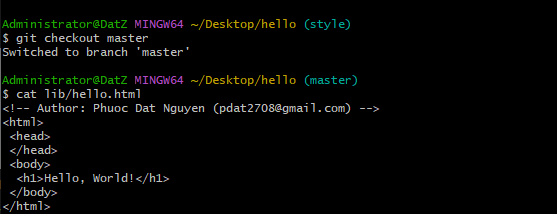 Administrator@DatZ MINGW64 ~/Desktop/hello (style)
$ git checkout master
Switched to branch 'master'
Administrator@DatZ MINGW64 ~/Desktop/hello (master)
$ cat lib/hello.html
<!-- Author: Phuoc Dat Nguyen (pdat2708@gmail.com) -->
<html>
 <head>
 </head>
 <body>
  <h1>Hello, World!</h1>
 </body>
</html>